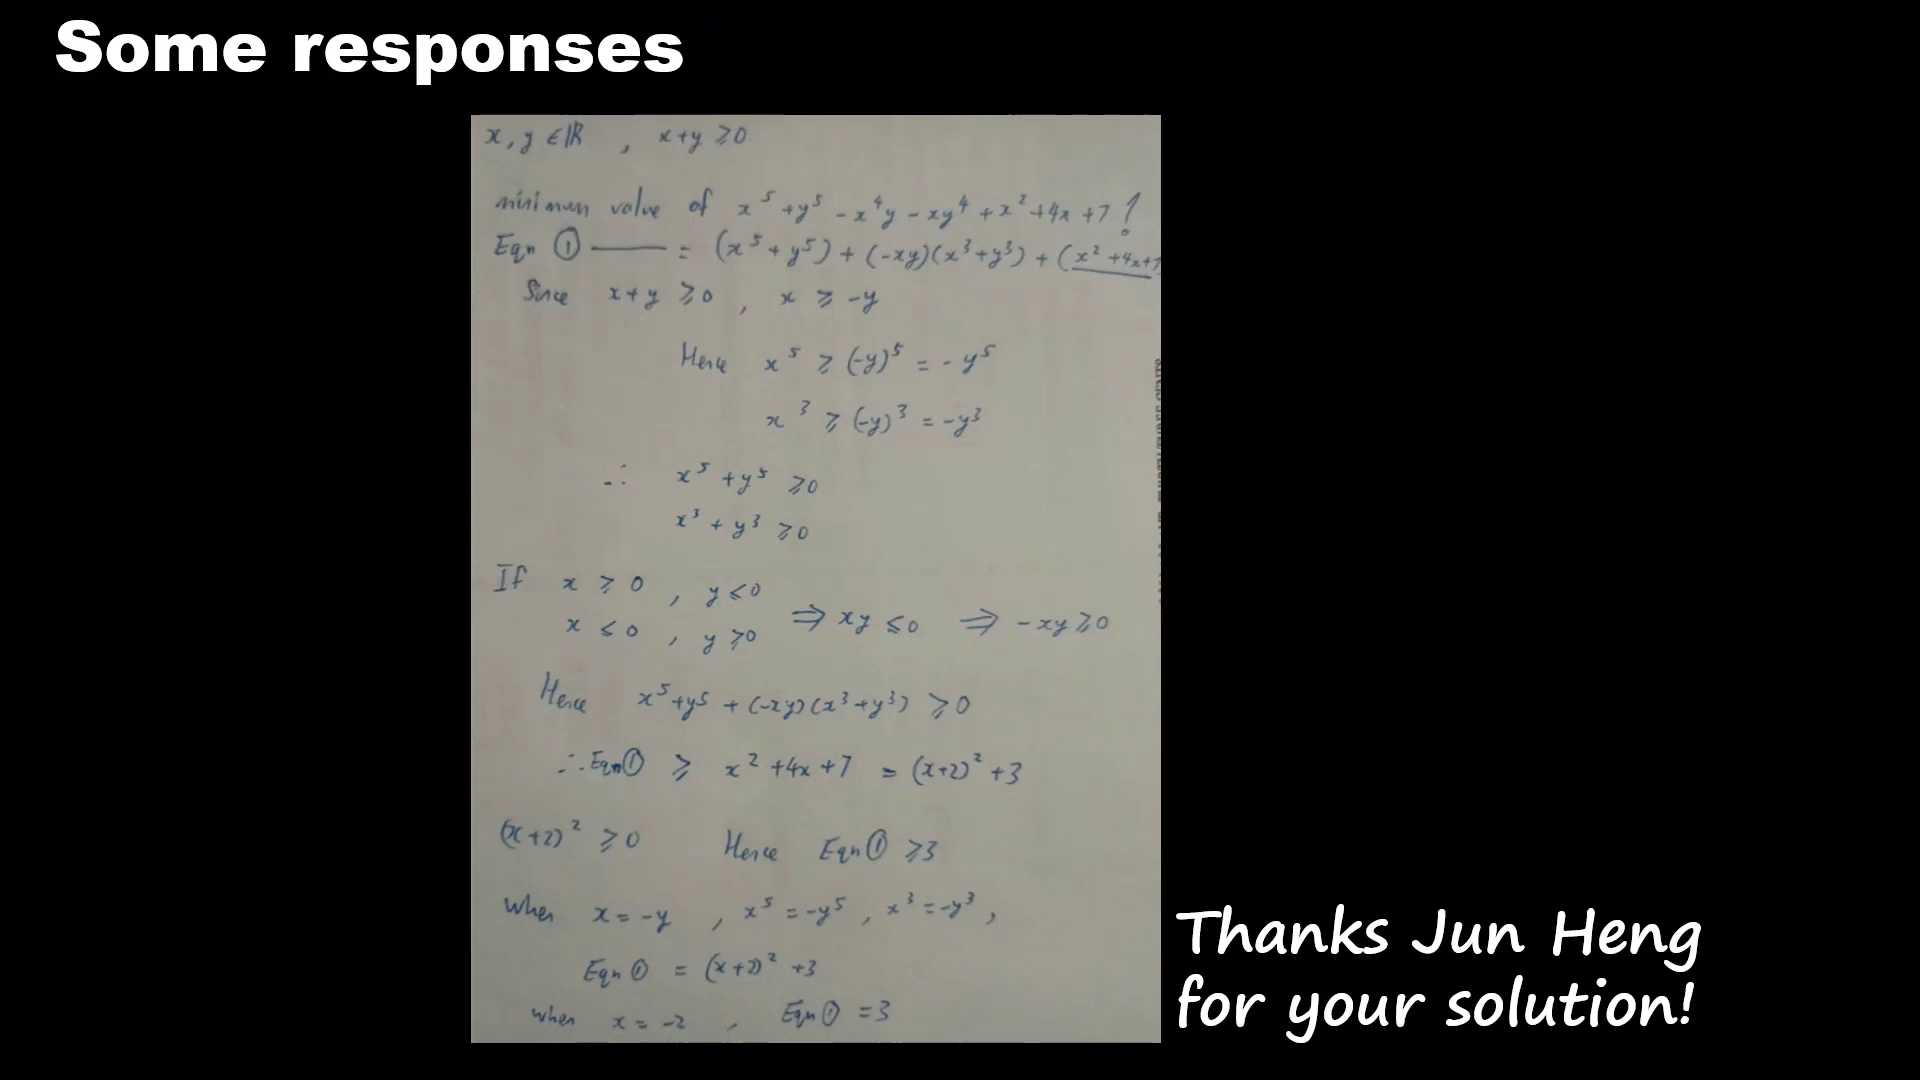 Some responses
x, y ∈ ℝ , x+y ≥ 0
minimum value of x⁵ + y⁵ - x⁴y - xy⁴ + x² + 4x + 7 ?
Eqn ① —— = (x⁵ + y⁵) + (-xy)(x³ + y³) + (x² + 4x + 7
Since x+y ≥ 0 , x ≥ -y
Hence x⁵ ≥ (-y)⁵ = - y⁵
x³ ≥ (-y)³ = -y³
∴ x⁵ + y⁵ ≥ 0
x³ + y³ ≥ 0
If x ≥ 0 , y ≤ 0
x ≤ 0 , y ≥ 0 ⇒ xy ≤ 0 ⇒ -xy ≥ 0
Hence x⁵ + y⁵ + (-xy)(x³ + y³) ≥ 0
∴ Eqn ① ≥ x² + 4x + 7 = (x+2)² + 3
(x+2)² ≥ 0 Hence Eqn ① ≥ 3
when x = -y , x⁵ = -y⁵ , x³ = -y³ ,
Eqn ① = (x+2)² + 3
when x = -2 , Eqn ① = 3
Thanks Jun Heng
for your solution!